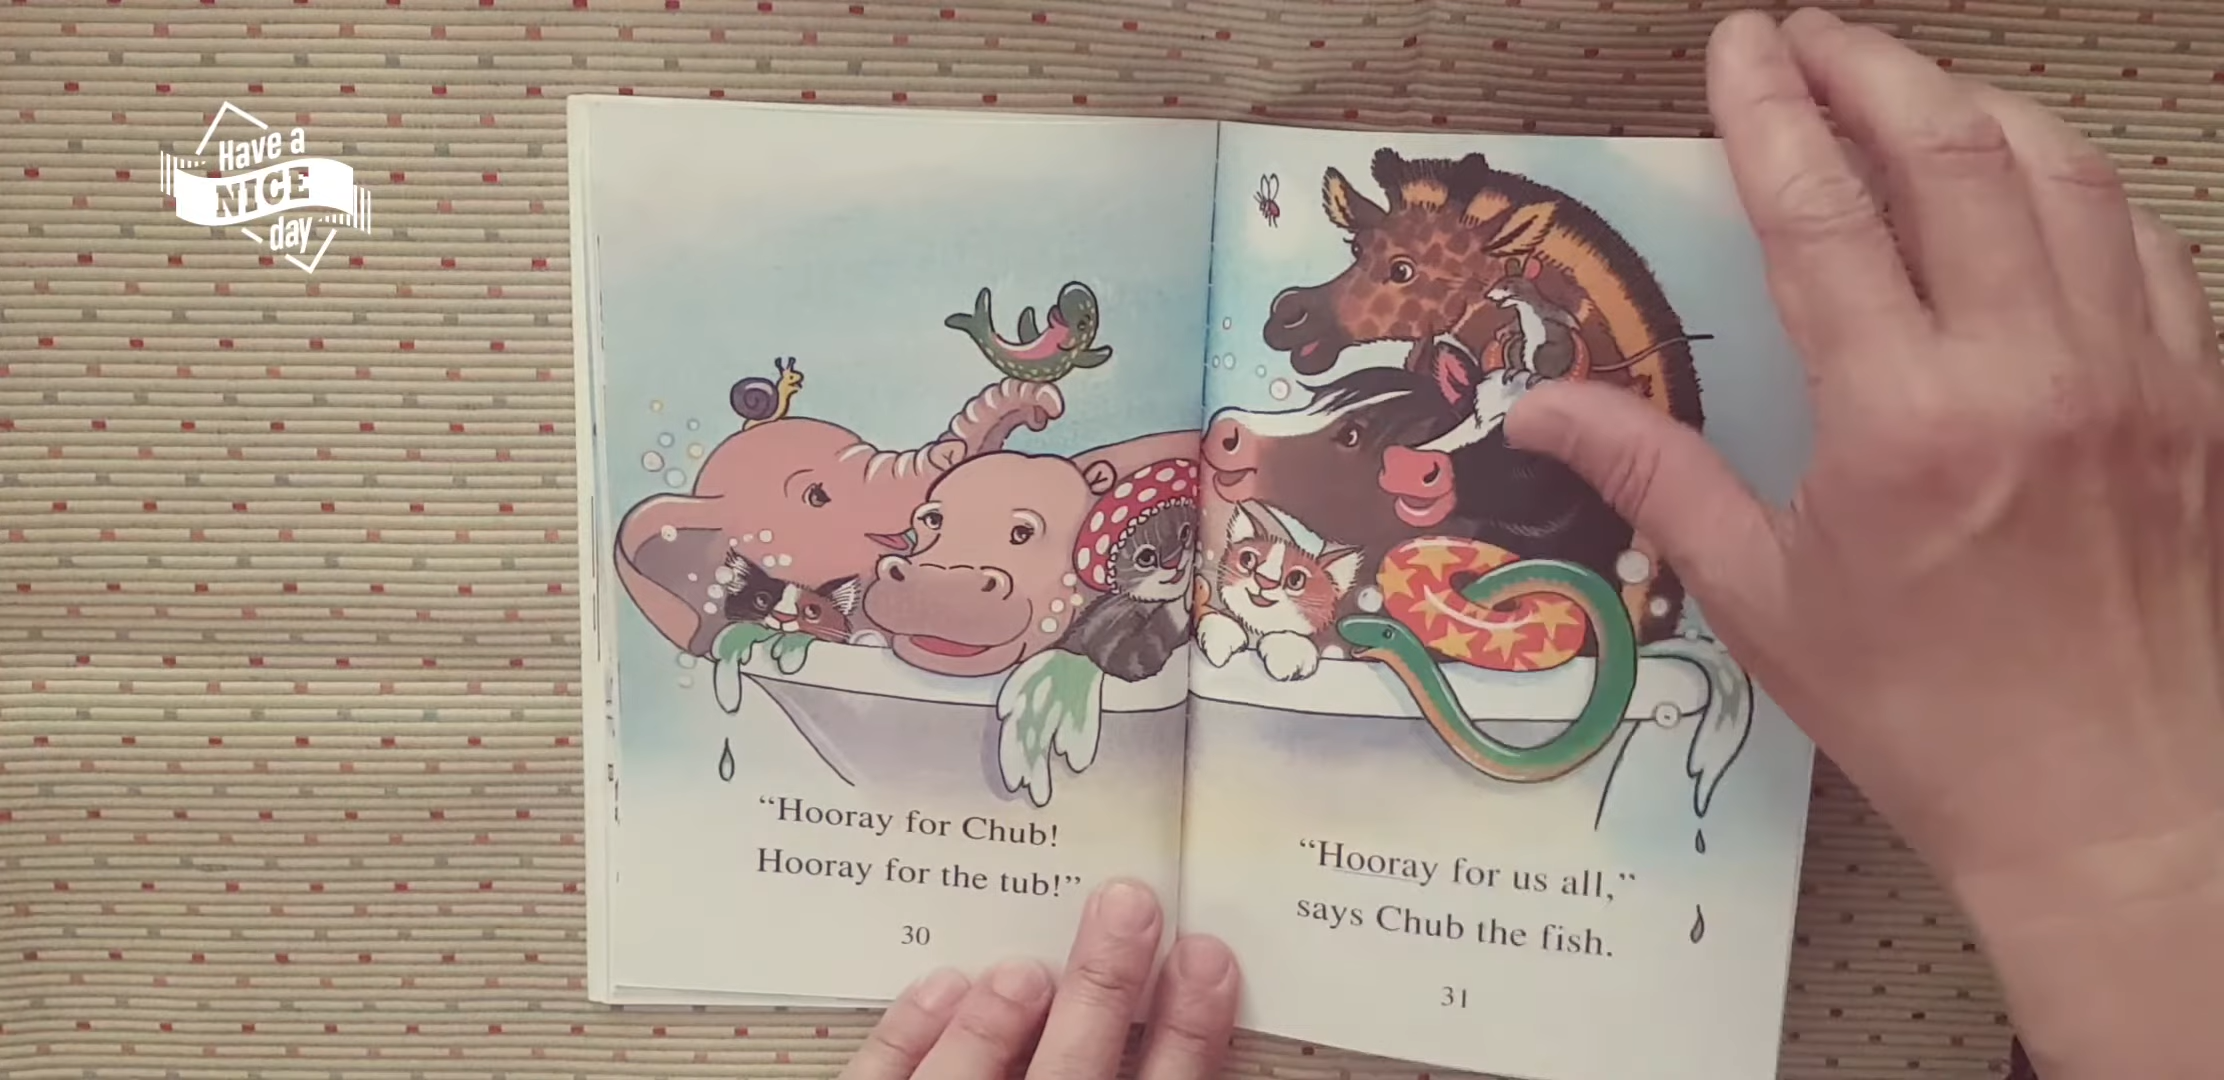 Have a
NICE
day
“Hooray for Chub!
Hooray for the tub!”
30
“Hooray for us all,”
says Chub the fish.
31